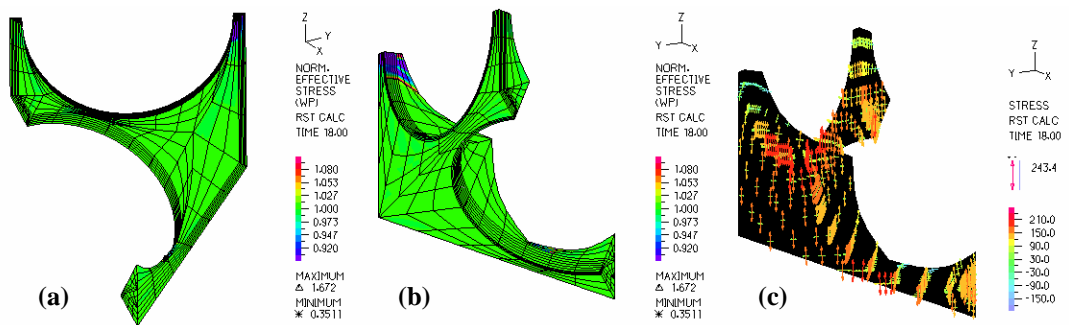 Z
Y
X
NORM.
EFFECTIVE
STRESS
(WP)
RST CALC
TIME 18.00
1.080
1.053
1.027
1.000
0.973
0.947
0.920
MAXIMUM
△ 1.672
MINIMUM
✳ 0.3511
(a)
Z
Y
X
NORM.
EFFECTIVE
STRESS
(WP)
RST CALC
TIME 18.00
1.080
1.053
1.027
1.000
0.973
0.947
0.920
MAXIMUM
△ 1.672
MINIMUM
✳ 0.3511
(b)
Z
Y
X
STRESS
RST CALC
TIME 18.00
243.4
210.0
150.0
90.0
30.0
-30.0
-90.0
-150.0
(c)